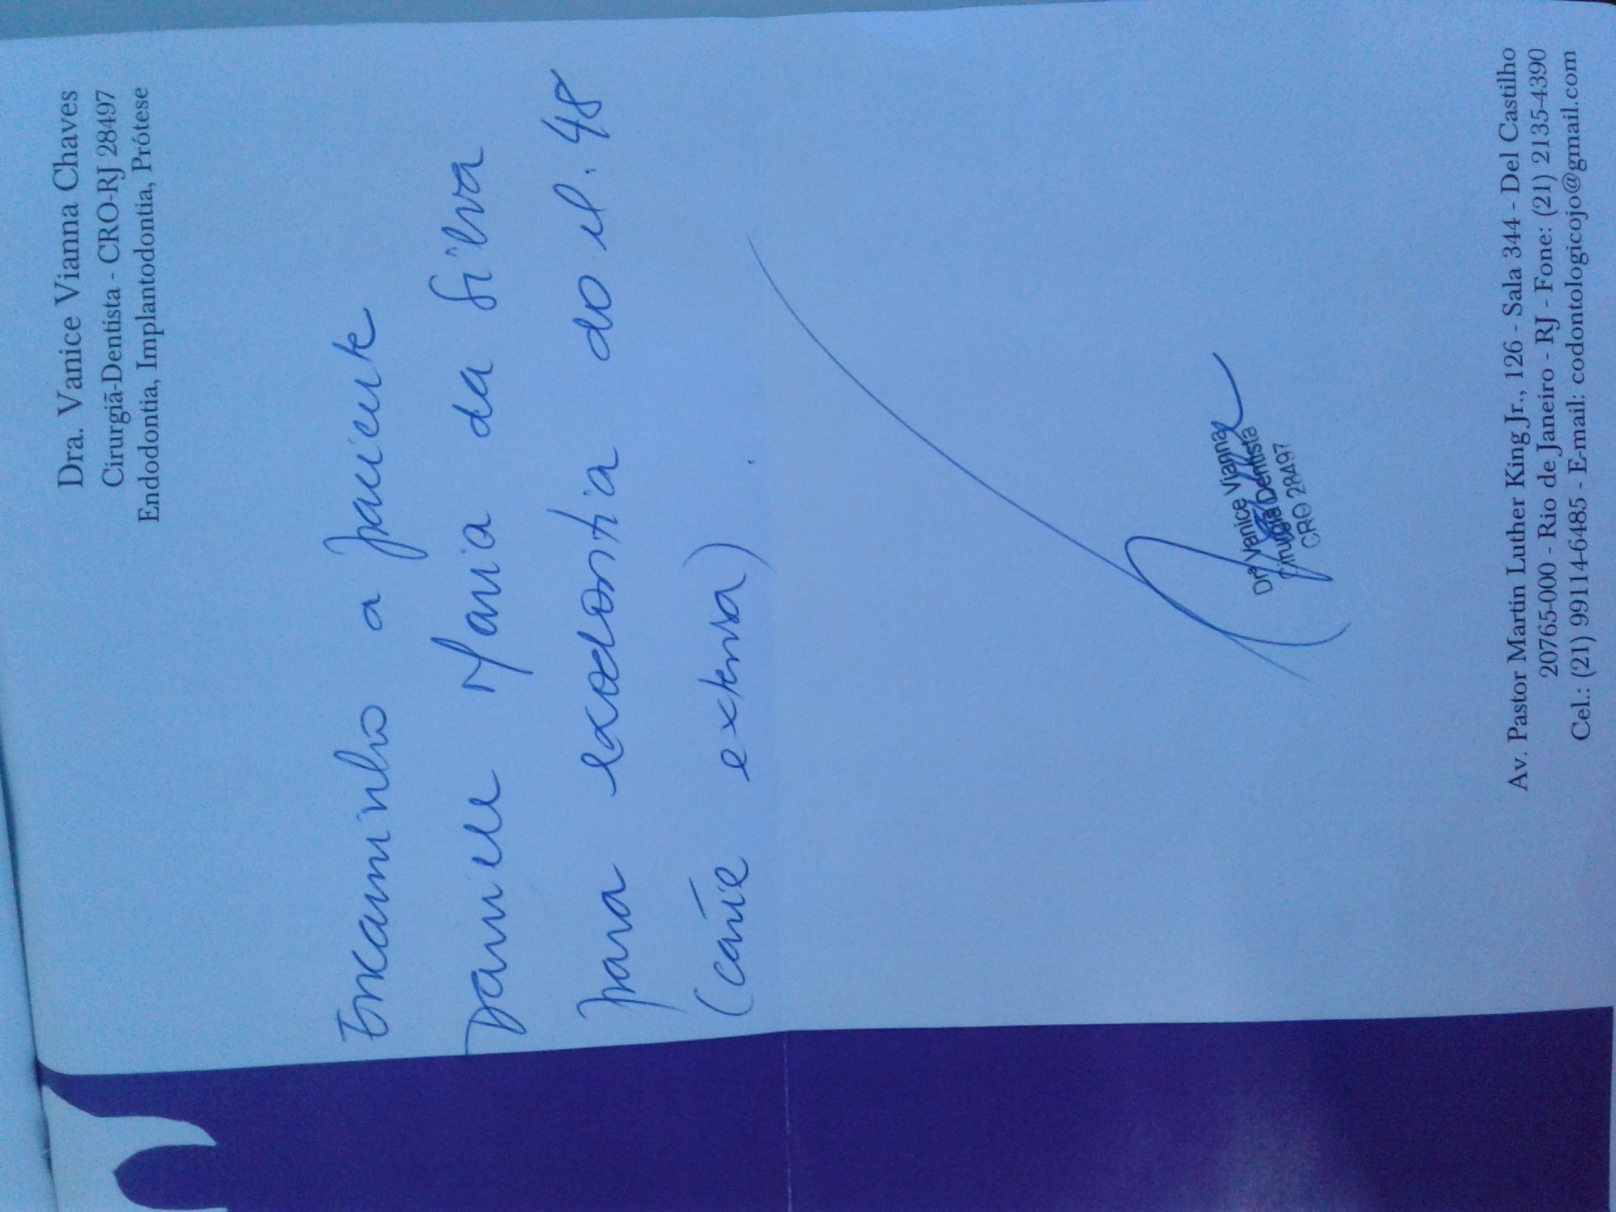 Dra. Vanice Vianna Chaves
Cirurgiã-Dentista - CRO-RJ 28497
Endodontia, Implantodontia, Prótese
Encaminho a paciente
Daniele Maria da Silva
para exodontia do el. 48
(cárie extensa).
Drª Vanice Vianna
Cirurgiã Dentista
CRO 28497
Av. Pastor Martin Luther King Jr., 126 - Sala 344 - Del Castilho
20765-000 - Rio de Janeiro - RJ - Fone: (21) 2135-4390
Cel.: (21) 99114-6485 - E-mail: codontologicojo@gmail.com